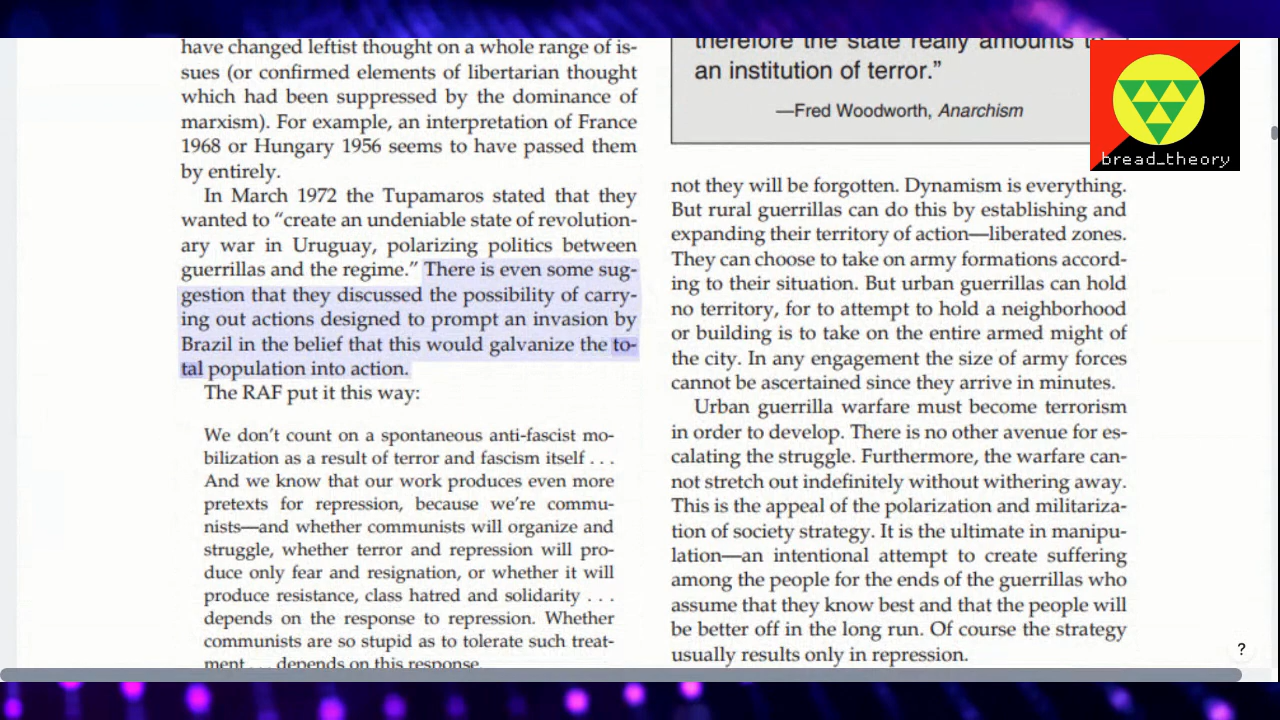 have changed leftist thought on a whole range of is-
sues (or confirmed elements of libertarian thought
which had been suppressed by the dominance of
marxism). For example, an interpretation of France
1968 or Hungary 1956 seems to have passed them
by entirely.
In March 1972 the Tupamaros stated that they
wanted to “create an undeniable state of revolution-
ary war in Uruguay, polarizing politics between
guerrillas and the regime.” There is even some sug-
gestion that they discussed the possibility of carry-
ing out actions designed to prompt an invasion by
Brazil in the belief that this would galvanize the to-
tal population into action.
The RAF put it this way:
We don’t count on a spontaneous anti-fascist mo-
bilization as a result of terror and fascism itself . . .
And we know that our work produces even more
pretexts for repression, because we’re commu-
nists—and whether communists will organize and
struggle, whether terror and repression will pro-
duce only fear and resignation, or whether it will
produce resistance, class hatred and solidarity . . .
depends on the response to repression. Whether
communists are so stupid as to tolerate such treat-
ment . . . depends on this response.
therefore the state really amounts
an institution of terror.”
—Fred Woodworth, Anarchism
not they will be forgotten. Dynamism is everything.
But rural guerrillas can do this by establishing and
expanding their territory of action—liberated zones.
They can choose to take on army formations accord-
ing to their situation. But urban guerrillas can hold
no territory, for to attempt to hold a neighborhood
or building is to take on the entire armed might of
the city. In any engagement the size of army forces
cannot be ascertained since they arrive in minutes.
Urban guerrilla warfare must become terrorism
in order to develop. There is no other avenue for es-
calating the struggle. Furthermore, the warfare can-
not stretch out indefinitely without withering away.
This is the appeal of the polarization and militariza-
tion of society strategy. It is the ultimate in manipu-
lation—an intentional attempt to create suffering
among the people for the ends of the guerrillas who
assume that they know best and that the people will
be better off in the long run. Of course the strategy
usually results only in repression.
bread_theory
?